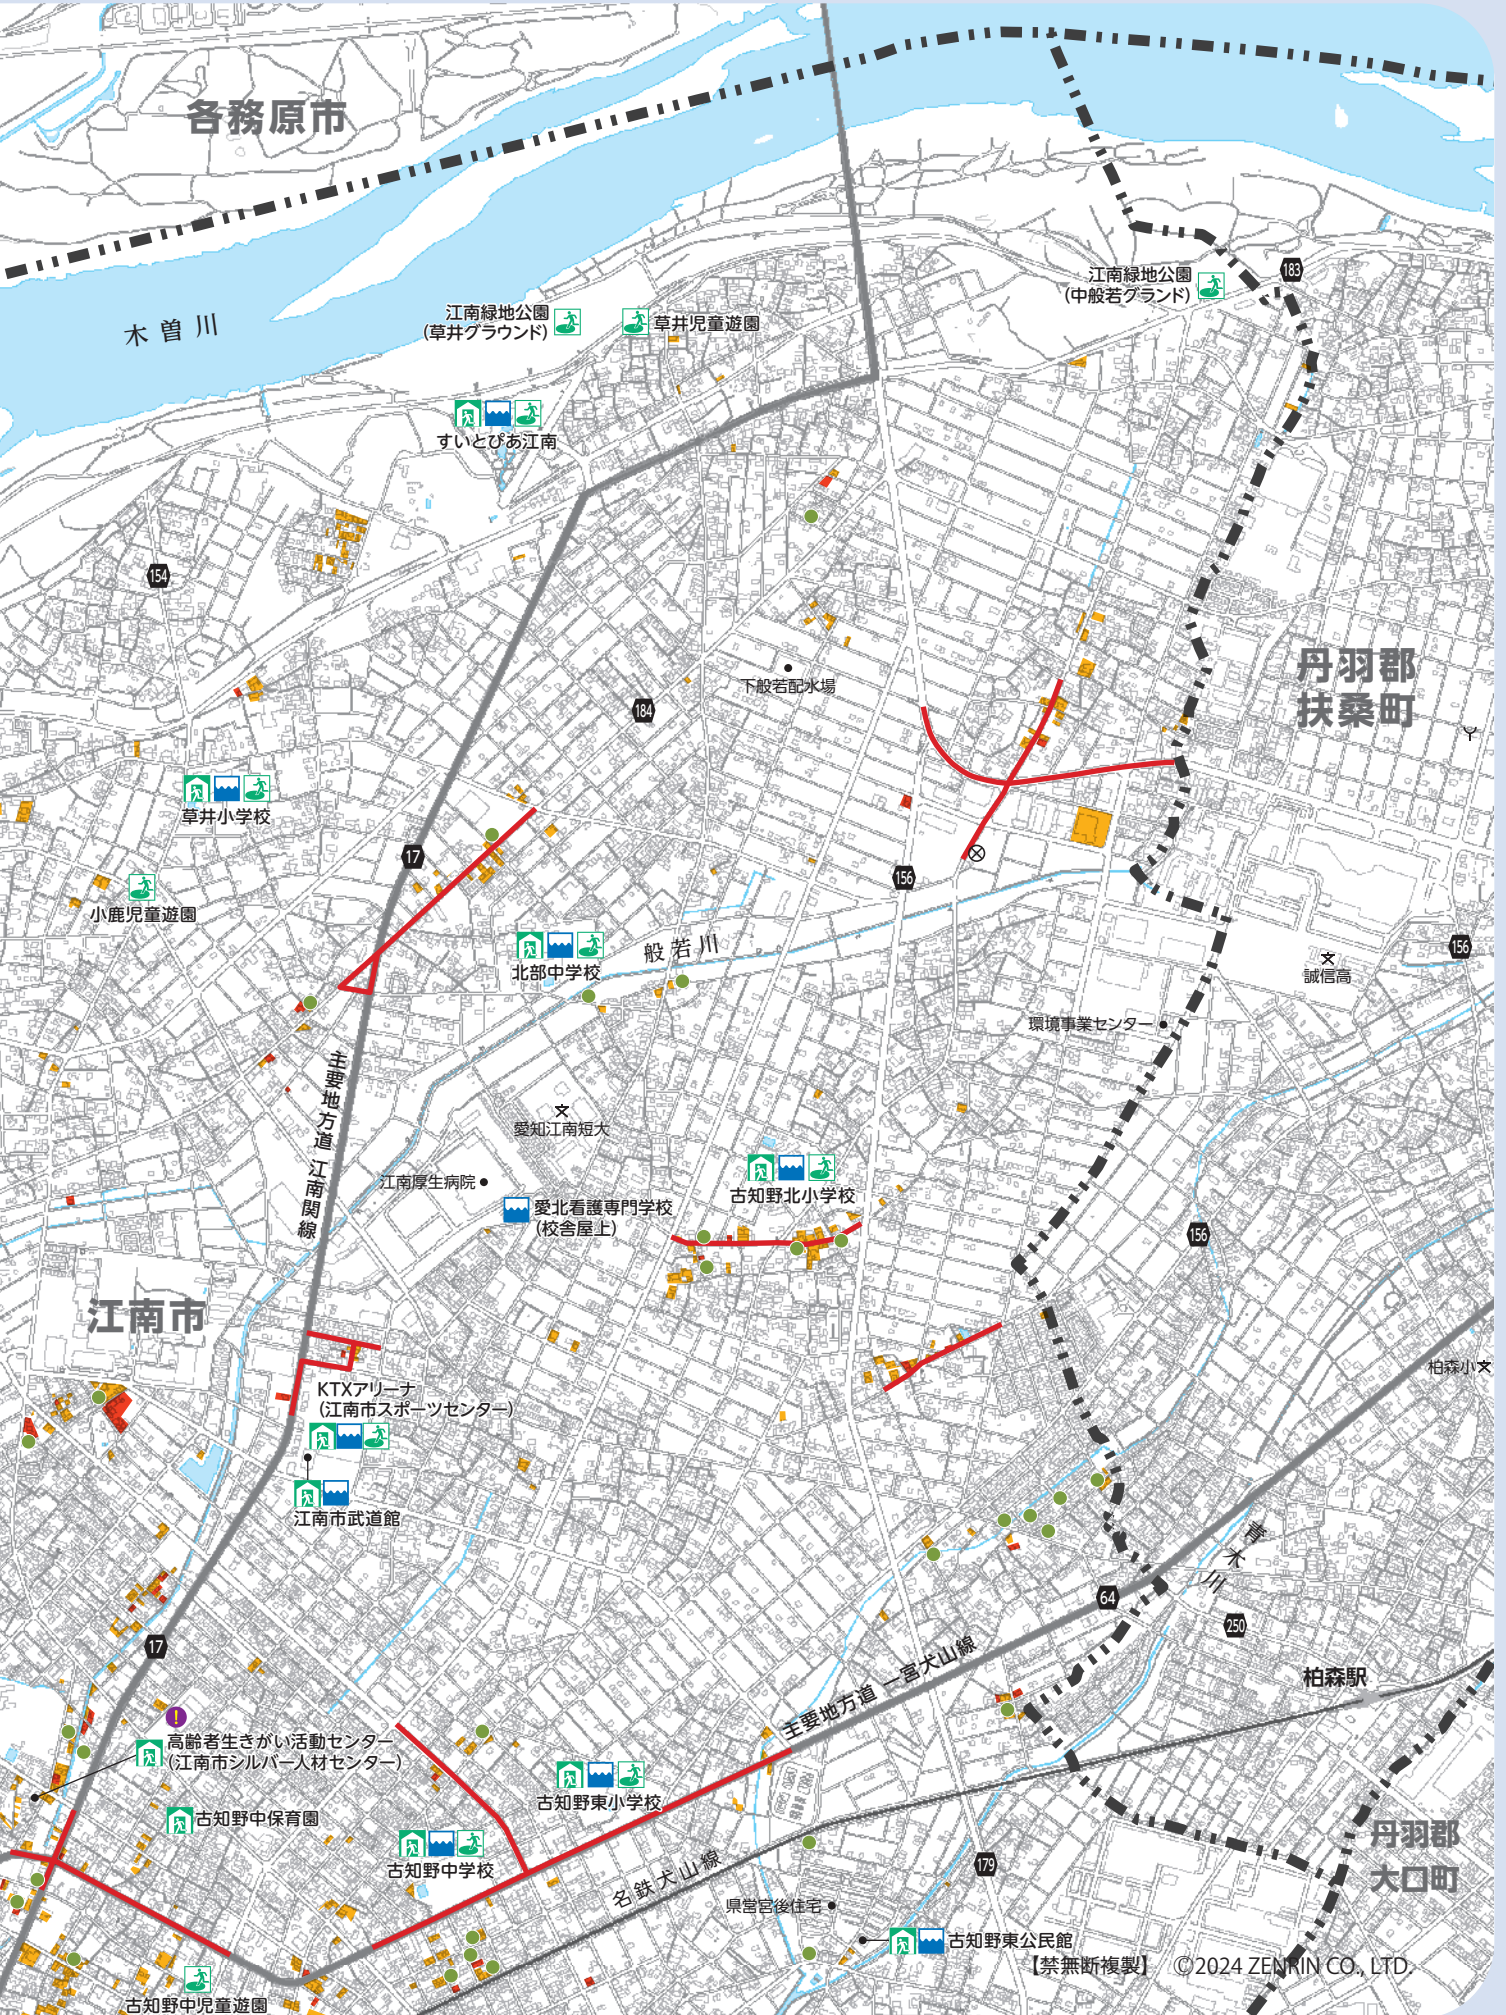 各務原市
木曽川
江南緑地公園
(草井グラウンド)
草井児童遊園
江南緑地公園
(中般若グランド)
183
すいとぴあ江南
154
丹羽郡
扶桑町
下般若配水場
184
草井小学校
17
156
小鹿児童遊園
北部中学校
般若川
156
誠信高
環境事業センター
主要地方道 江南関線
愛知江南短大
江南厚生病院
愛北看護専門学校
(校舎屋上)
古知野北小学校
156
江南市
柏森小
KTXアリーナ
(江南市スポーツセンター)
江南市武道館
青木川
64
250
17
主要地方道 一宮犬山線
柏森駅
!
高齢者生きがい活動センター
(江南市シルバー人材センター)
古知野東小学校
古知野中保育園
古知野中学校
丹羽郡
大口町
179
名鉄犬山線
県営宮後住宅
古知野東公民館
【禁無断複製】 ©2024 ZENRIN CO., LTD.
古知野中児童遊園